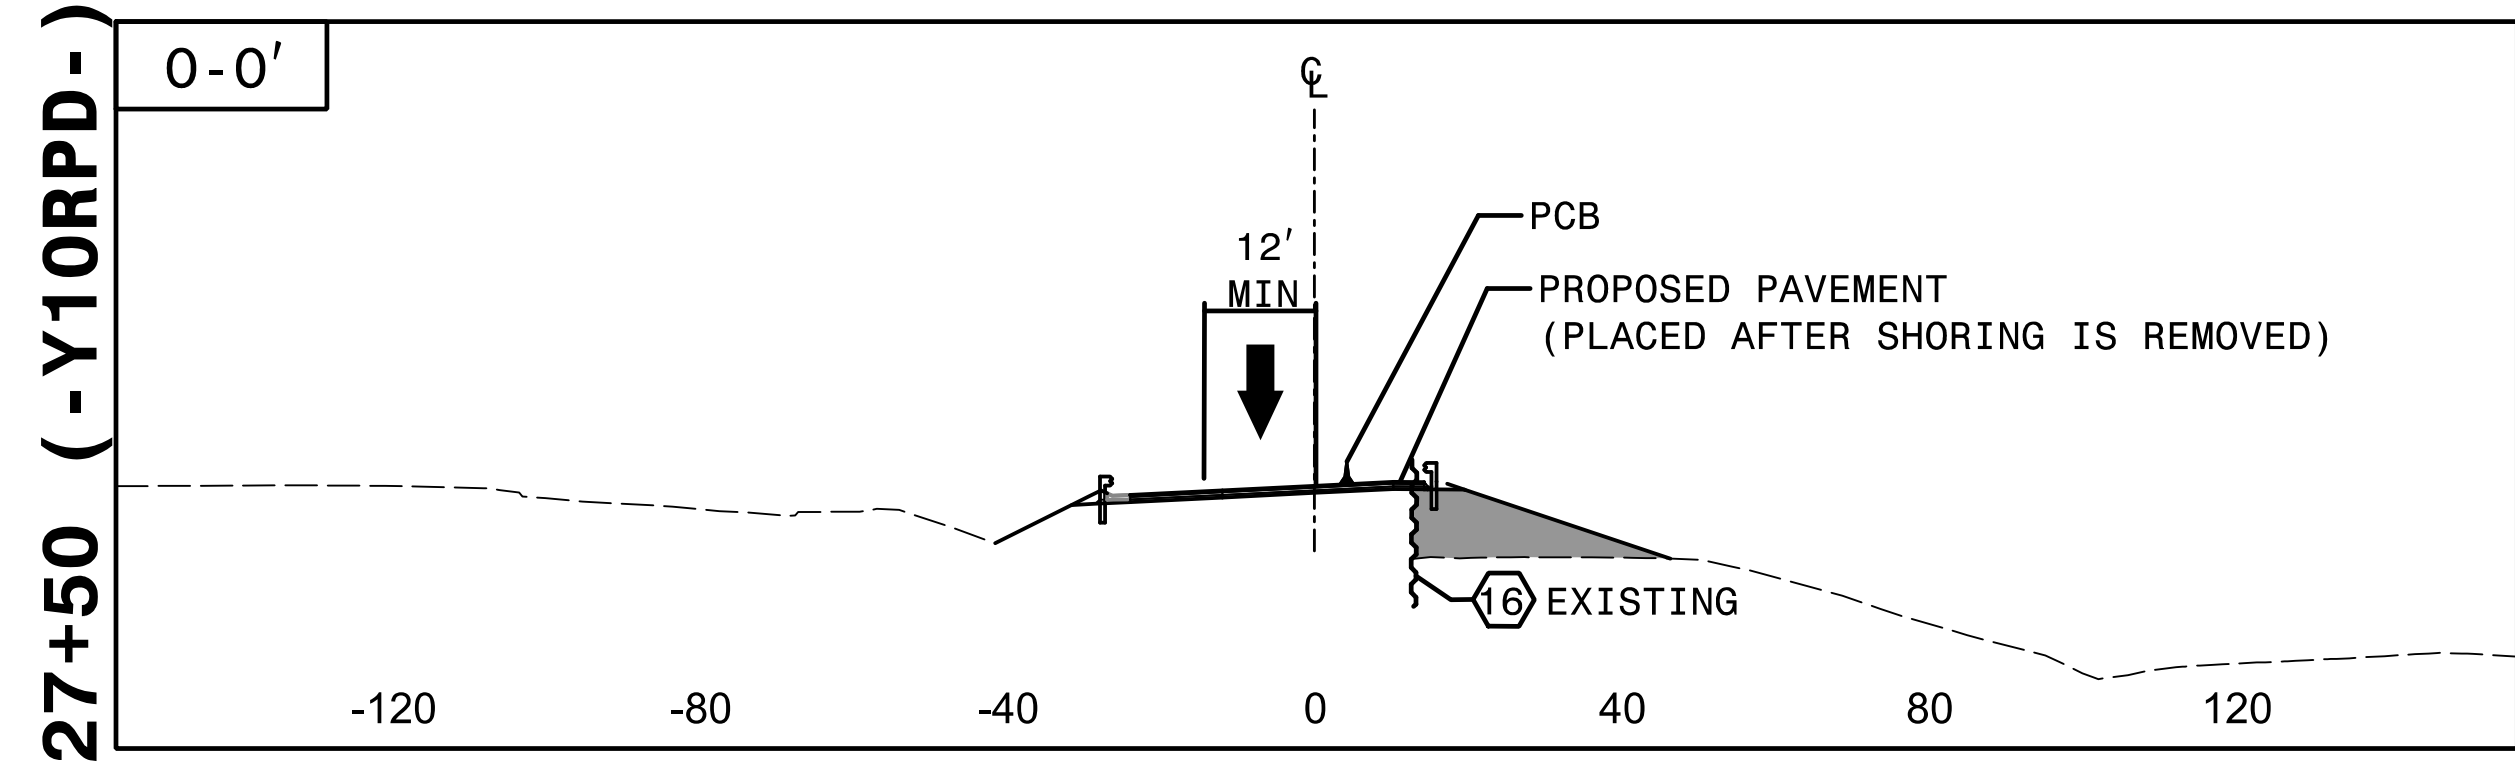 27+50 (-Y10RPD-)
0-0'
℄
PCB
12'
MIN
PROPOSED PAVEMENT
(PLACED AFTER SHORING IS REMOVED)
16 EXISTING
-120 -80 -40 0 40 80 120